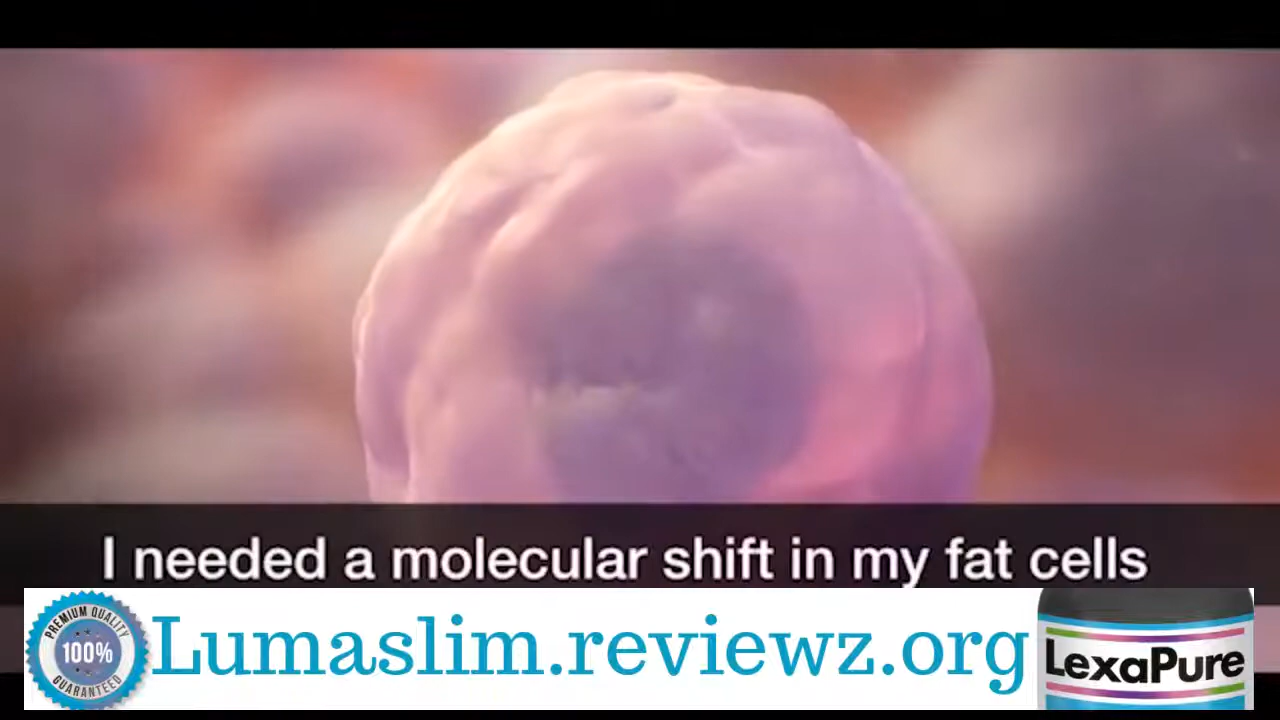 I needed a molecular shift in my fat cells
PREMIUM QUALITY
100%
GUARANTEED
Lumaslim.reviewz.org
LexaPure